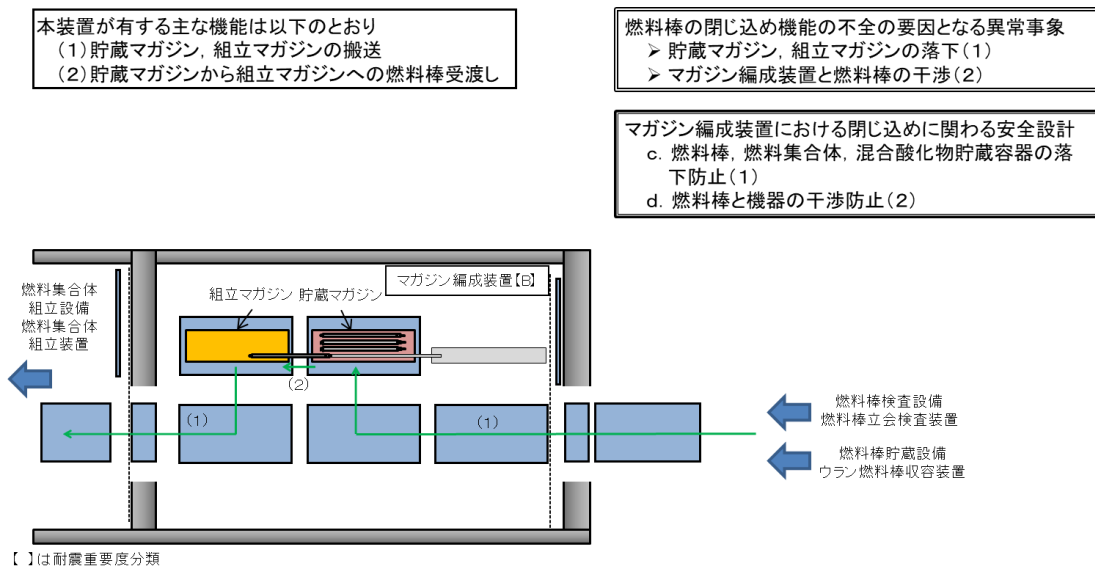 本装置が有する主な機能は以下のとおり
(1)貯蔵マガジン,組立マガジンの搬送
(2)貯蔵マガジンから組立マガジンへの燃料棒受渡し
燃料棒の閉じ込め機能の不全の要因となる異常事象
➢ 貯蔵マガジン,組立マガジンの落下(1)
➢ マガジン編成装置と燃料棒の干渉(2)
マガジン編成装置における閉じ込めに関わる安全設計
c. 燃料棒,燃料集合体,混合酸化物貯蔵容器の落
下防止(1)
d. 燃料棒と機器の干渉防止(2)
マガジン編成装置【B】
組立マガジン 貯蔵マガジン
燃料集合体
組立設備
燃料集合体
組立装置
(2)
(1)
(1)
燃料棒検査設備
燃料棒立会検査装置
燃料棒貯蔵設備
ウラン燃料棒収容装置
【 】は耐震重要度分類